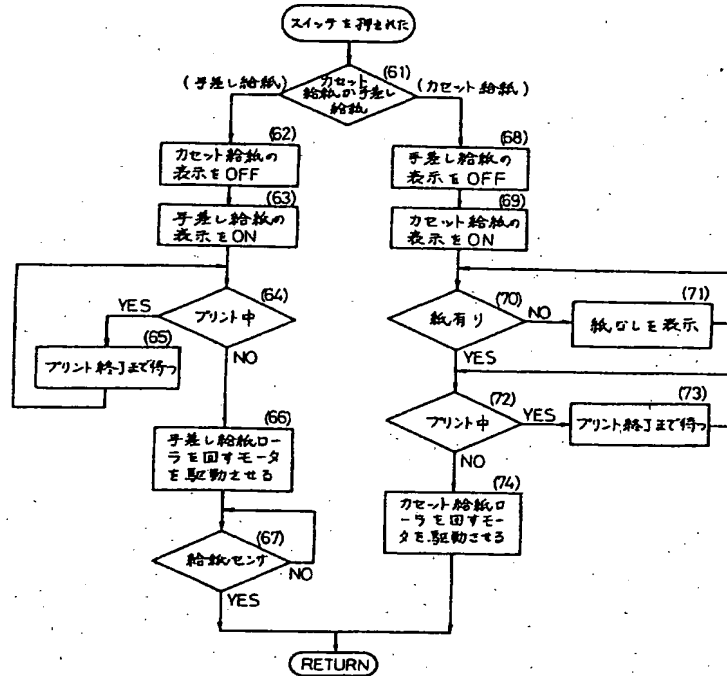 スイッチを押された
(61)
(手差し給紙)
カセット
給紙か手差し
給紙
(カセット給紙)
(62)
カセット給紙の
表示をOFF
(63)
手差し給紙の
表示をON
(64)
プリント中
YES
NO
(65)
プリント終了まで待つ
(66)
手差し給紙ロー
ラを回すモータ
を駆動させる
(67)
給紙センサ
NO
YES
(68)
手差し給紙の
表示をOFF
(69)
カセット給紙の
表示をON
(70)
紙有り
NO
YES
(71)
紙なしを表示
(72)
プリント中
YES
NO
(73)
プリント終了まで待つ
(74)
カセット給紙ロ
ーラを回すモー
タを駆動させる
RETURN